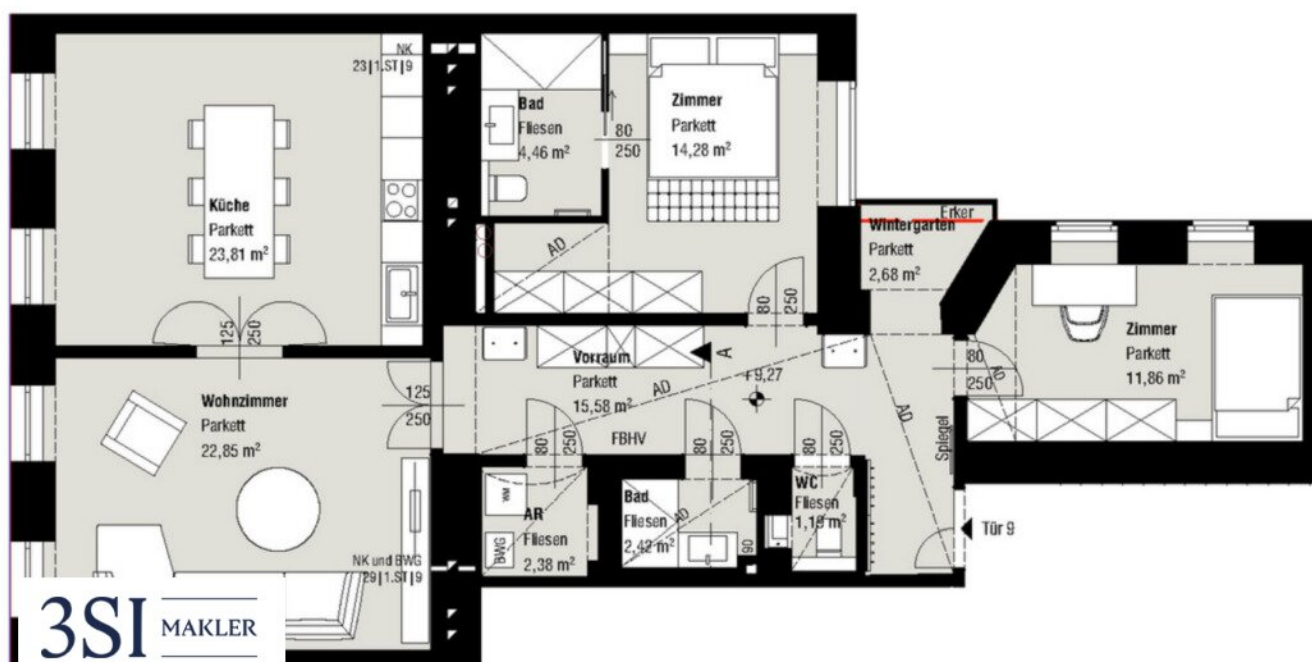 NK
23|1.ST|9
Küche
Parkett
23,81 m²
125
250
Bad
Fliesen
4,46 m²
80
250
Zimmer
Parkett
14,28 m²
AD
80
250
Erker
Wintergarten
Parkett
2,68 m²
Zimmer
Parkett
11,86 m²
80
250
AD
Wohnzimmer
Parkett
22,85 m²
125
250
Vorraum
Parkett
15,58 m²
AD
A
+9,27
FBHV
AD
Spiegel
80
250
80
250
80
250
WM
BWG
AR
Fliesen
2,38 m²
Bad
Fliesen
2,42 m²
AD
90
WC
Fliesen
1,19 m²
Tür 9
NK und BWG
29|1.ST|9
3SI MAKLER